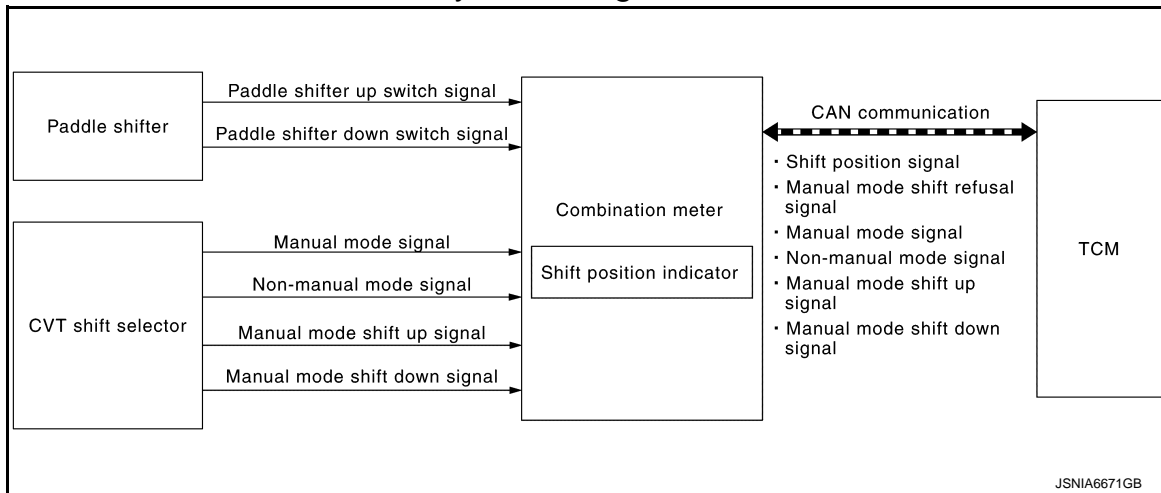 Paddle shifter
Paddle shifter up switch signal
Paddle shifter down switch signal
CVT shift selector
Manual mode signal
Non-manual mode signal
Manual mode shift up signal
Manual mode shift down signal
Combination meter
Shift position indicator
CAN communication
· Shift position signal
· Manual mode shift refusal
signal
· Manual mode signal
· Non-manual mode signal
· Manual mode shift up
signal
· Manual mode shift down
signal
TCM
JSNIA6671GB